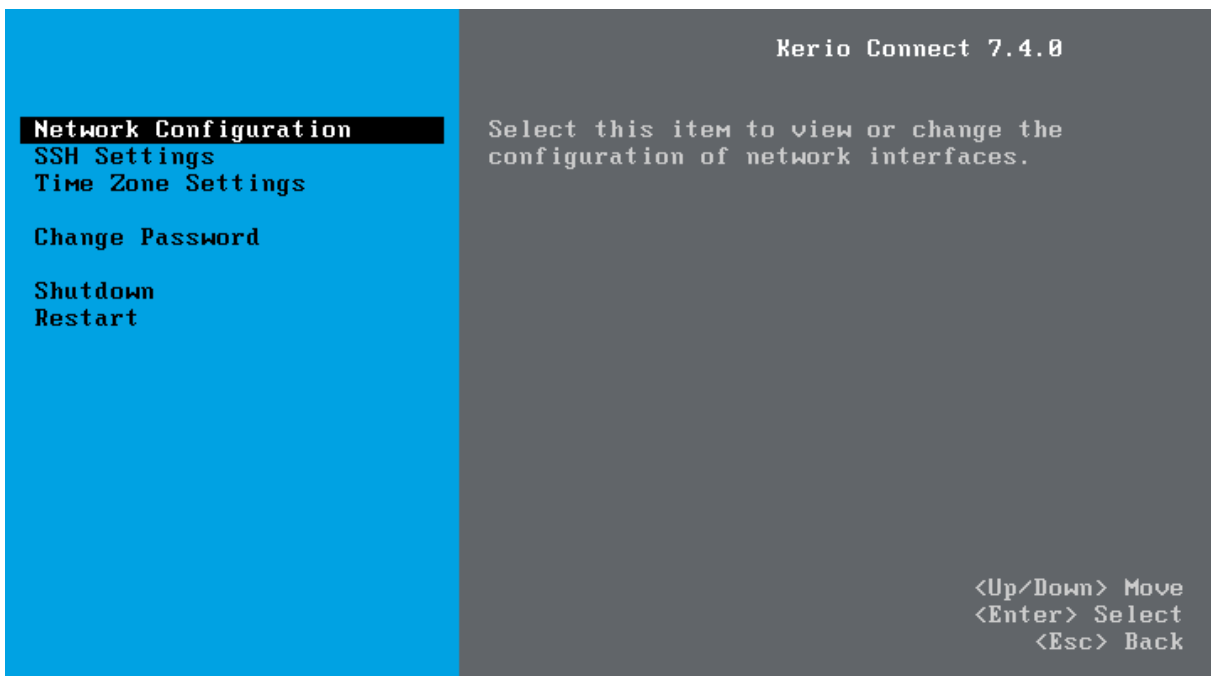 Kerio Connect 7.4.0
Network Configuration
SSH Settings
Time Zone Settings
Change Password
Shutdown
Restart
Select this item to view or change the
configuration of network interfaces.
<Up/Down> Move
<Enter> Select
<Esc> Back